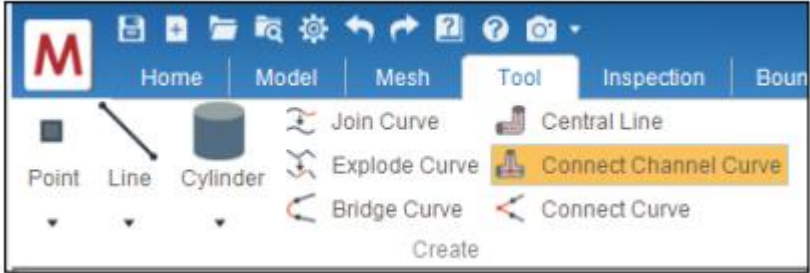 M
Home Model Mesh Tool Inspection Boun
Join Curve Central Line
Explode Curve Connect Channel Curve
Point Line Cylinder
Bridge Curve Connect Curve
Create